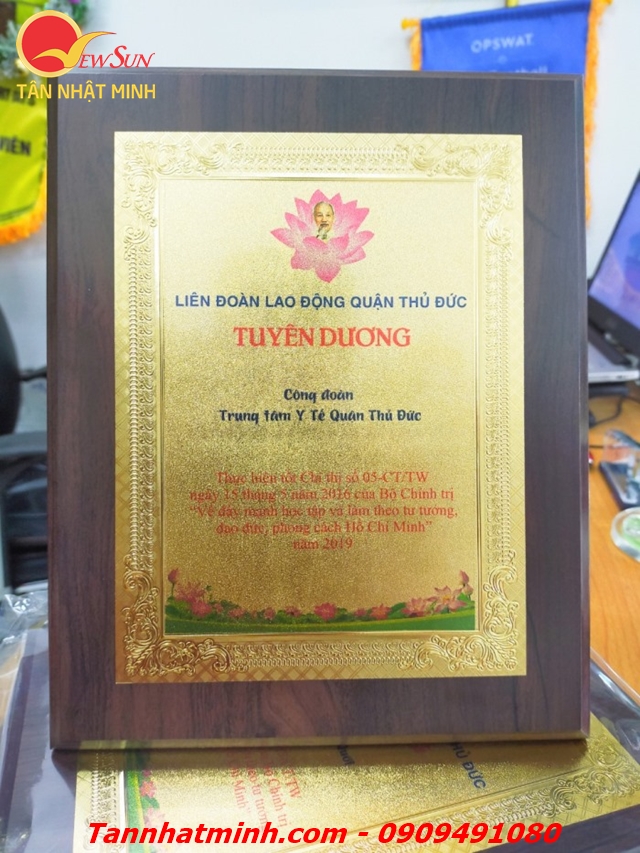 NEWSUN
TÂN NHẬT MINH
OPSWAT.
VIÊN
LIÊN ĐOÀN LAO ĐỘNG QUẬN THỦ ĐỨC
TUYÊN DƯƠNG
Công đoàn
Trung tâm Y Tế Quận Thủ Đức
Thực hiện tốt Chỉ thị số 05-CT/TW
ngày 15 tháng 5 năm 2016 của Bộ Chính trị
"Về đẩy mạnh học tập và làm theo tư tưởng,
đạo đức, phong cách Hồ Chí Minh"
năm 2019
THỦ ĐỨC
Tannhatminh.com - 0909491080